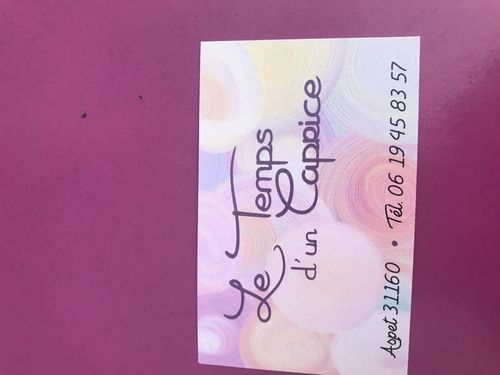 Le Temps
d'un Caprice
Aspet 31160 • Tél. 06 19 45 83 57